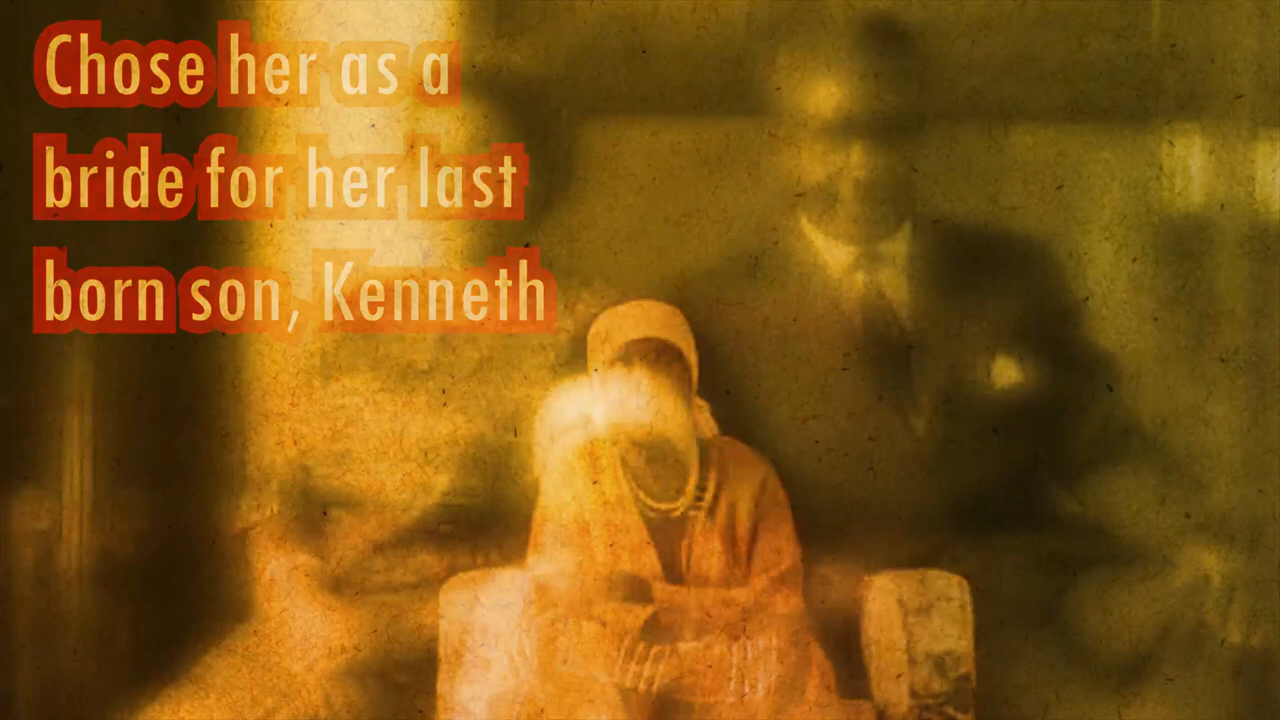 Chose her as a
bride for her last
born son, Kenneth